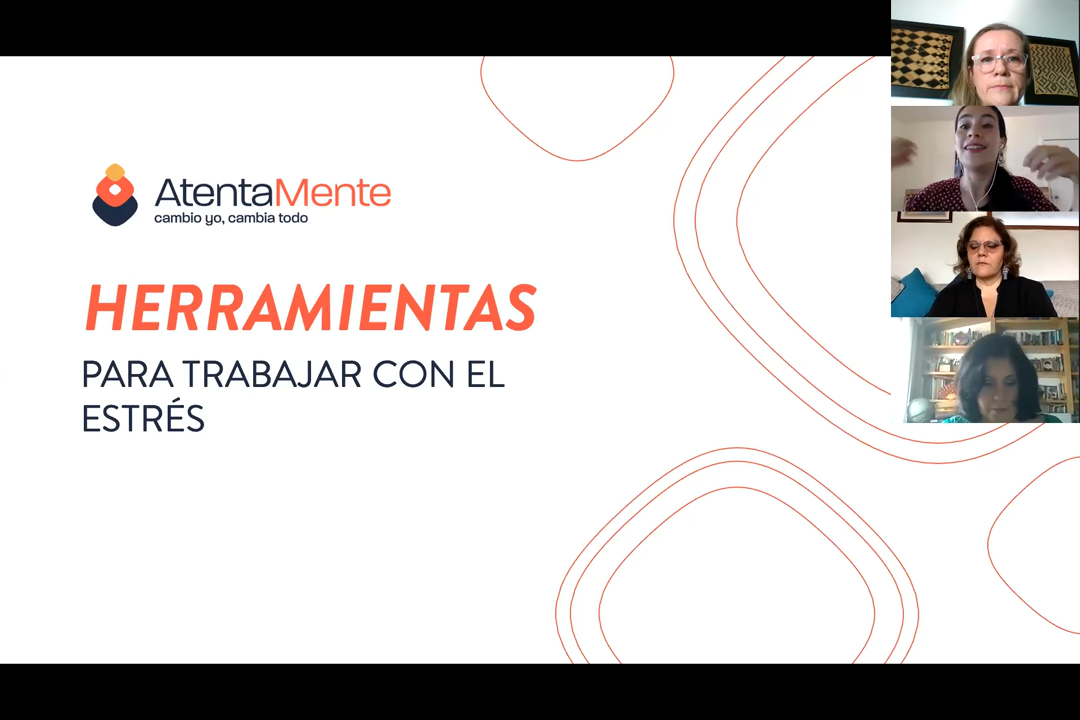 AtentaMente
cambio yo, cambia todo
HERRAMIENTAS
PARA TRABAJAR CON EL
ESTRÉS